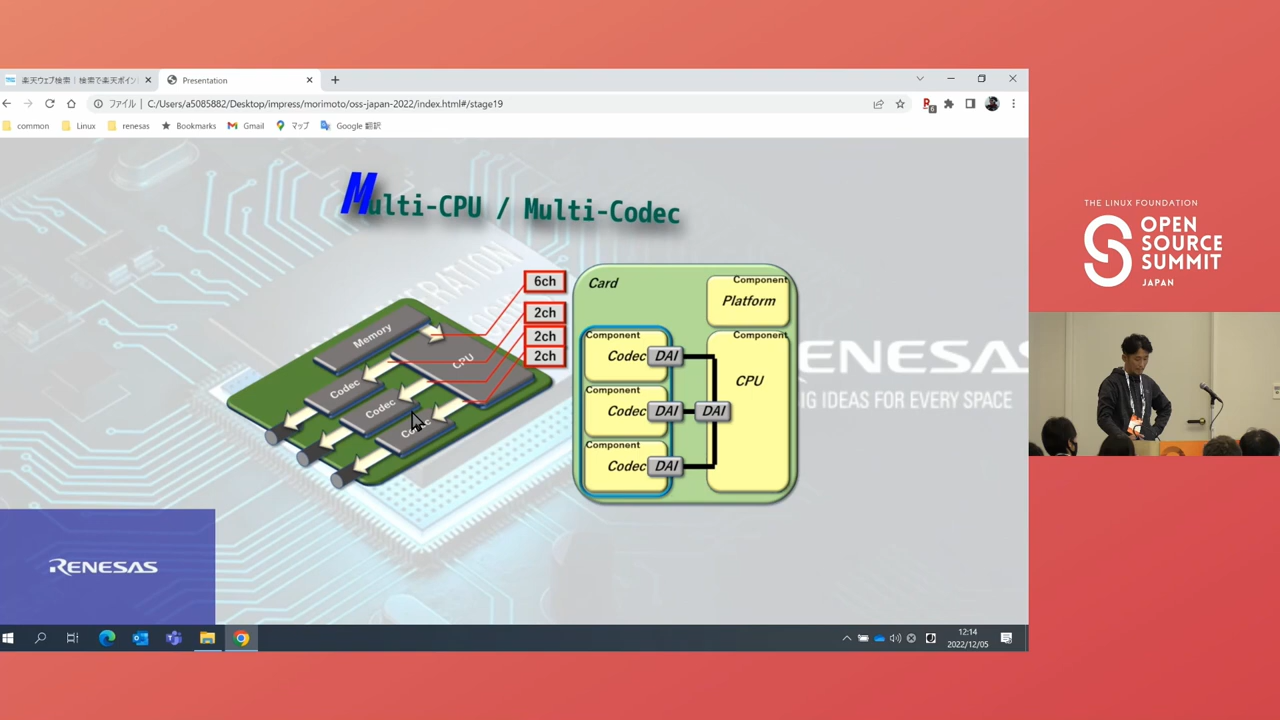 楽天ウェブ検索 | 検索で楽天ポイン
Presentation
ファイル | C:/Users/a5085882/Desktop/impress/morimoto/oss-japan-2022/index.html#/stage19
common
Linux
renesas
Bookmarks
Gmail
マップ
Google 翻訳
Multi-CPU / Multi-Codec
6ch
2ch
2ch
2ch
Memory
CPU
Codec
Codec
Card
Component
Platform
Component
Codec
DAI
Component
Codec
DAI
Component
Codec
DAI
DAI
Component
CPU
ENESAS
IG IDEAS FOR EVERY SPACE
RENESAS
12:14
2022/12/05
THE LINUX FOUNDATION
OPEN
SOURCE
SUMMIT
JAPAN